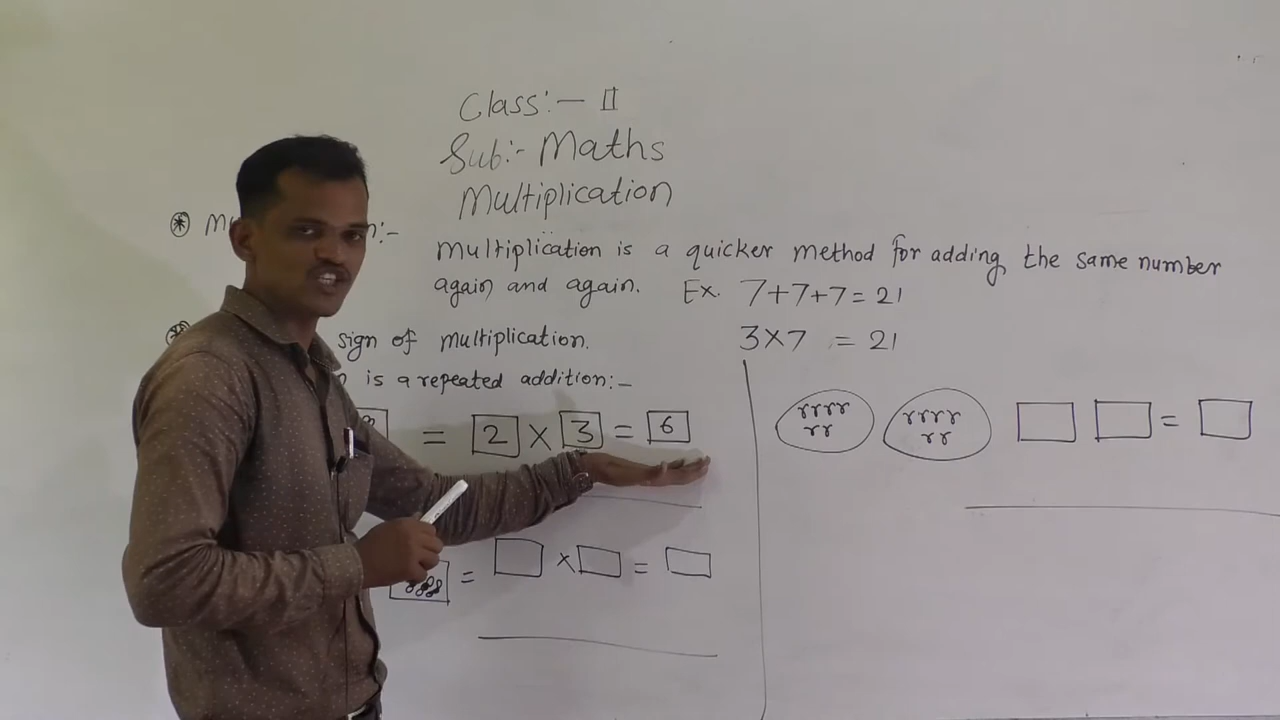 Class:- II
Sub:- Maths
Multiplication
Multiplication is a quicker method for adding the same number
again and again. Ex. 7+7+7=21
sign of multiplication. 3×7 = 21
is a repeated addition:-
= 2 × 3 = 6
=
= × =